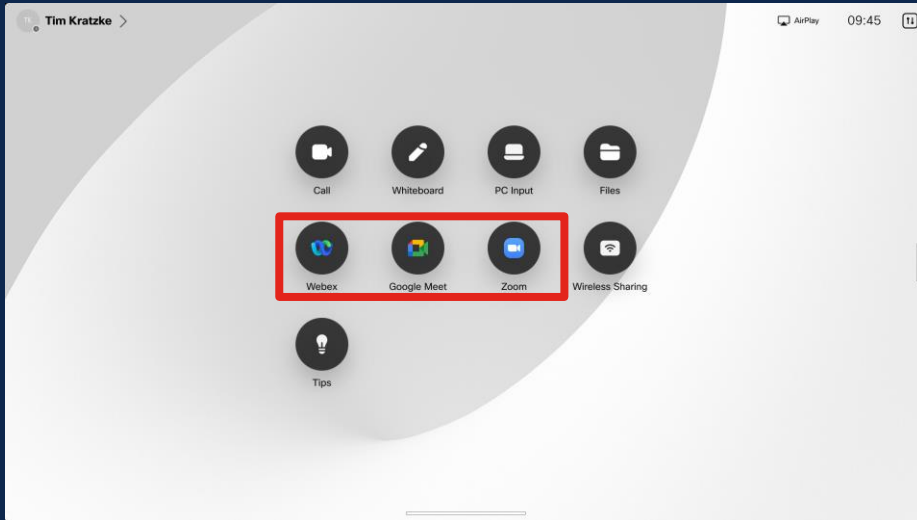 Tim Kratzke
AirPlay 09:45
Call Whiteboard PC Input Files
Webex Google Meet Zoom Wireless Sharing
Tips